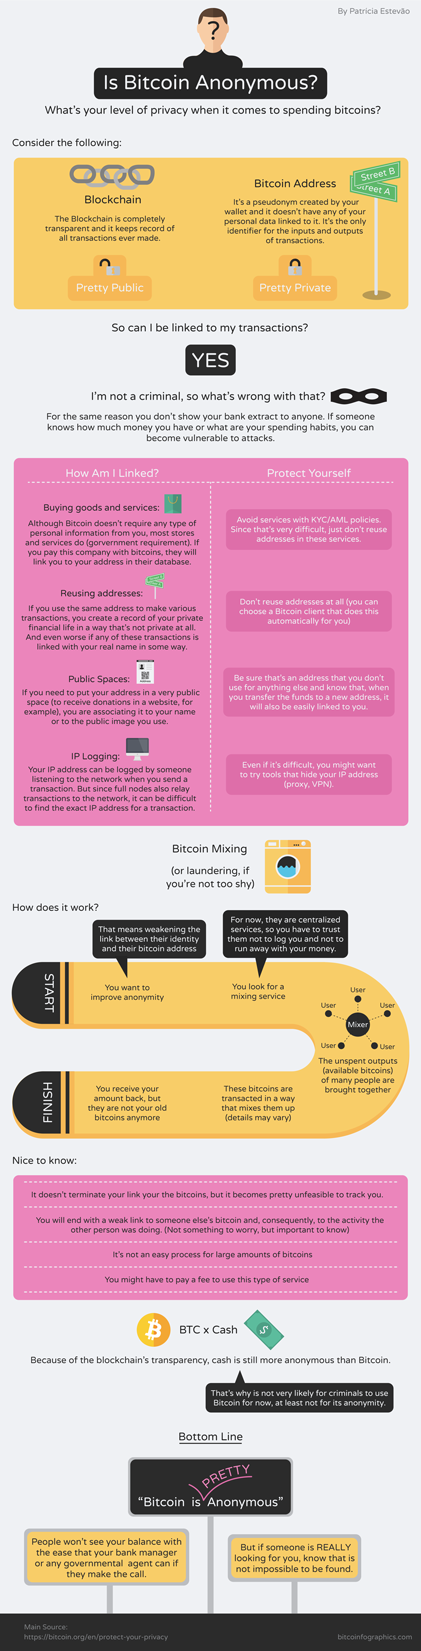 By Patrícia Estevão
?
Is Bitcoin Anonymous?
What's your level of privacy when it comes to spending bitcoins?
Consider the following:
Blockchain
The Blockchain is completely
transparent and it keeps record of
all transactions ever made.
Pretty Public
Bitcoin Address
Street B
Street A
It's a pseudonym created by your
wallet and it doesn't have any of your
personal data linked to it. It's the only
identifier for the inputs and outputs
of transactions.
Pretty Private
So can I be linked to my transactions?
YES
I'm not a criminal, so what's wrong with that?
For the same reason you don't show your bank extract to anyone. If someone
knows how much money you have or what are your spending habits, you can
become vulnerable to attacks.
How Am I Linked?
Protect Yourself
Buying goods and services:
Although Bitcoin doesn't require any type of
personal information from you, most stores
and services do (gorvernment requirement). If
you pay this company with bitcoins, they will
link you to your address in their database.
Avoid services with KYC/AML policies.
Since that's very difficult, just don't reuse
addresses in these services.
Reusing addresses:
If you use the same address to make various
transactions, you create a record of your private
financial life in a way that's not private at all.
And even worse if any of these transactions is
linked with your real name in some way.
Don't reuse addresses at all (you can
choose a Bitcoin client that does this
automatically for you)
Public Spaces:
If you need to put your address in a very public
space (to receive donations in a website, for
example), you are associating it to your name
or to the public image you use.
Be sure that's an address that you don't
use for anything else and know that, when
you transfer the funds to a new address, it
will also be easily linked to you.
IP Logging:
Your IP address can be logged by someone
listening to the network when you send a
transaction. But since full nodes also relay
transactions to the network, it can be difficult
to find the exact IP address for a transaction.
Even if it's difficult, you might want
to try tools that hide your IP address
(proxy, VPN).
Bitcoin Mixing
(or laundering, if
you're not too shy)
How does it work?
That means weakening the
link between their identity
and their bitcoin address
For now, they are centralized
services, so you have to trust
them not to log you and not to
run away with your money.
START
You want to
improve anonymity
You look for a
mixing service
User
User
User
Mixer
User
User
The unspent outputs
(available bitcoins)
of many people are
brought together
FINISH
You receive your
amount back, but
they are not your old
bitcoins anymore
These bitcoins are
transacted in a way
that mixes them up
(details may vary)
Nice to know:
It doesn't terminate your link your the bitcoins, but it becomes pretty unfeasible to track you.
You will end with a weak link to someone else's bitcoin and, consequently, to the activity the
other person was doing. (Not something to worry, but important to know)
It's not an easy process for large amounts of bitcoins
You might have to pay a fee to use this type of service
BTC x Cash
Because of the blockchain's transparency, cash is still more anonymous than Bitcoin.
That's why is not very likely for criminals to use
Bitcoin for now, at least not for its anonymity.
Bottom Line
PRETTY
"Bitcoin is Anonymous"
People won't see your balance with
the ease that your bank manager
or any governmental agent can if
they make the call.
But if someone is REALLY
looking for you, know that is
not impossible to be found.
Main Source:
https://bitcoin.org/en/protect-your-privacy
bitcoinfographics.com